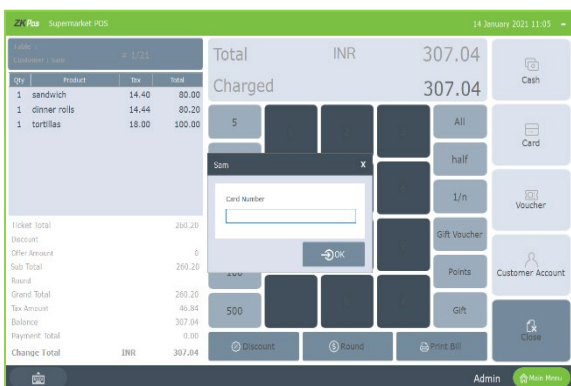 ZKPos Supermarket POS 14 January 2021 11:05
Table :
Customer : Sam # 1/21
Qty Product Tax Total
1 sandwich 14.40 80.00
1 dinner rolls 14.44 80.20
1 tortillas 18.00 100.00
Ticket Total 260.20
Discount
Offer Amount 0
Sub Total 260.20
Round
Grand Total 260.20
Tax Amount 46.84
Balance 307.04
Payment Total 0.00
Change Total INR 307.04
Total INR 307.04
Charged 307.04
5
500
Sam x
Card Number
OK
All
half
1/n
Gift Voucher
Points
Gift
Discount
Round
Print Bill
Cash
Card
Voucher
Customer Account
Close
Admin
Main Menu